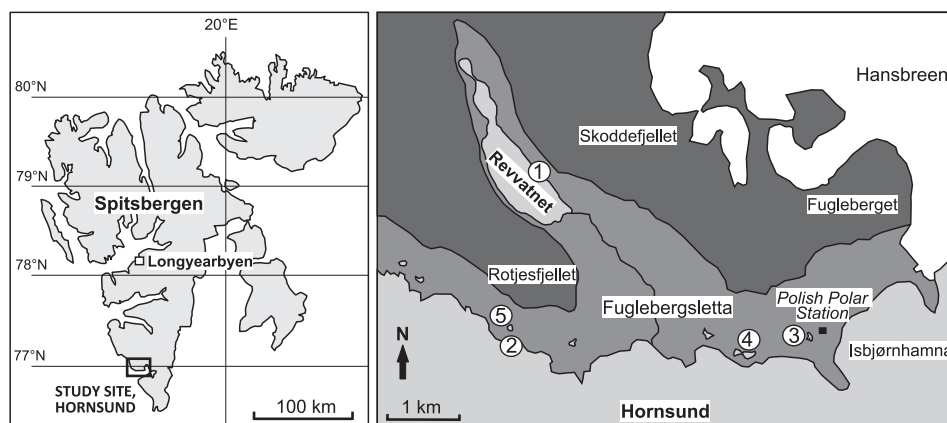 20°E
80°N
79°N
Spitsbergen
Longyearbyen
78°N
77°N
STUDY SITE,
HORNSUND
100 km
Hansbreen
Skoddefjellet
1
Revvatnet
Fugleberget
Rotjesfjellet
Fuglebergsletta
Polish Polar
Station
5
2
4
3
Isbjørnhamna
N
1 km
Hornsund